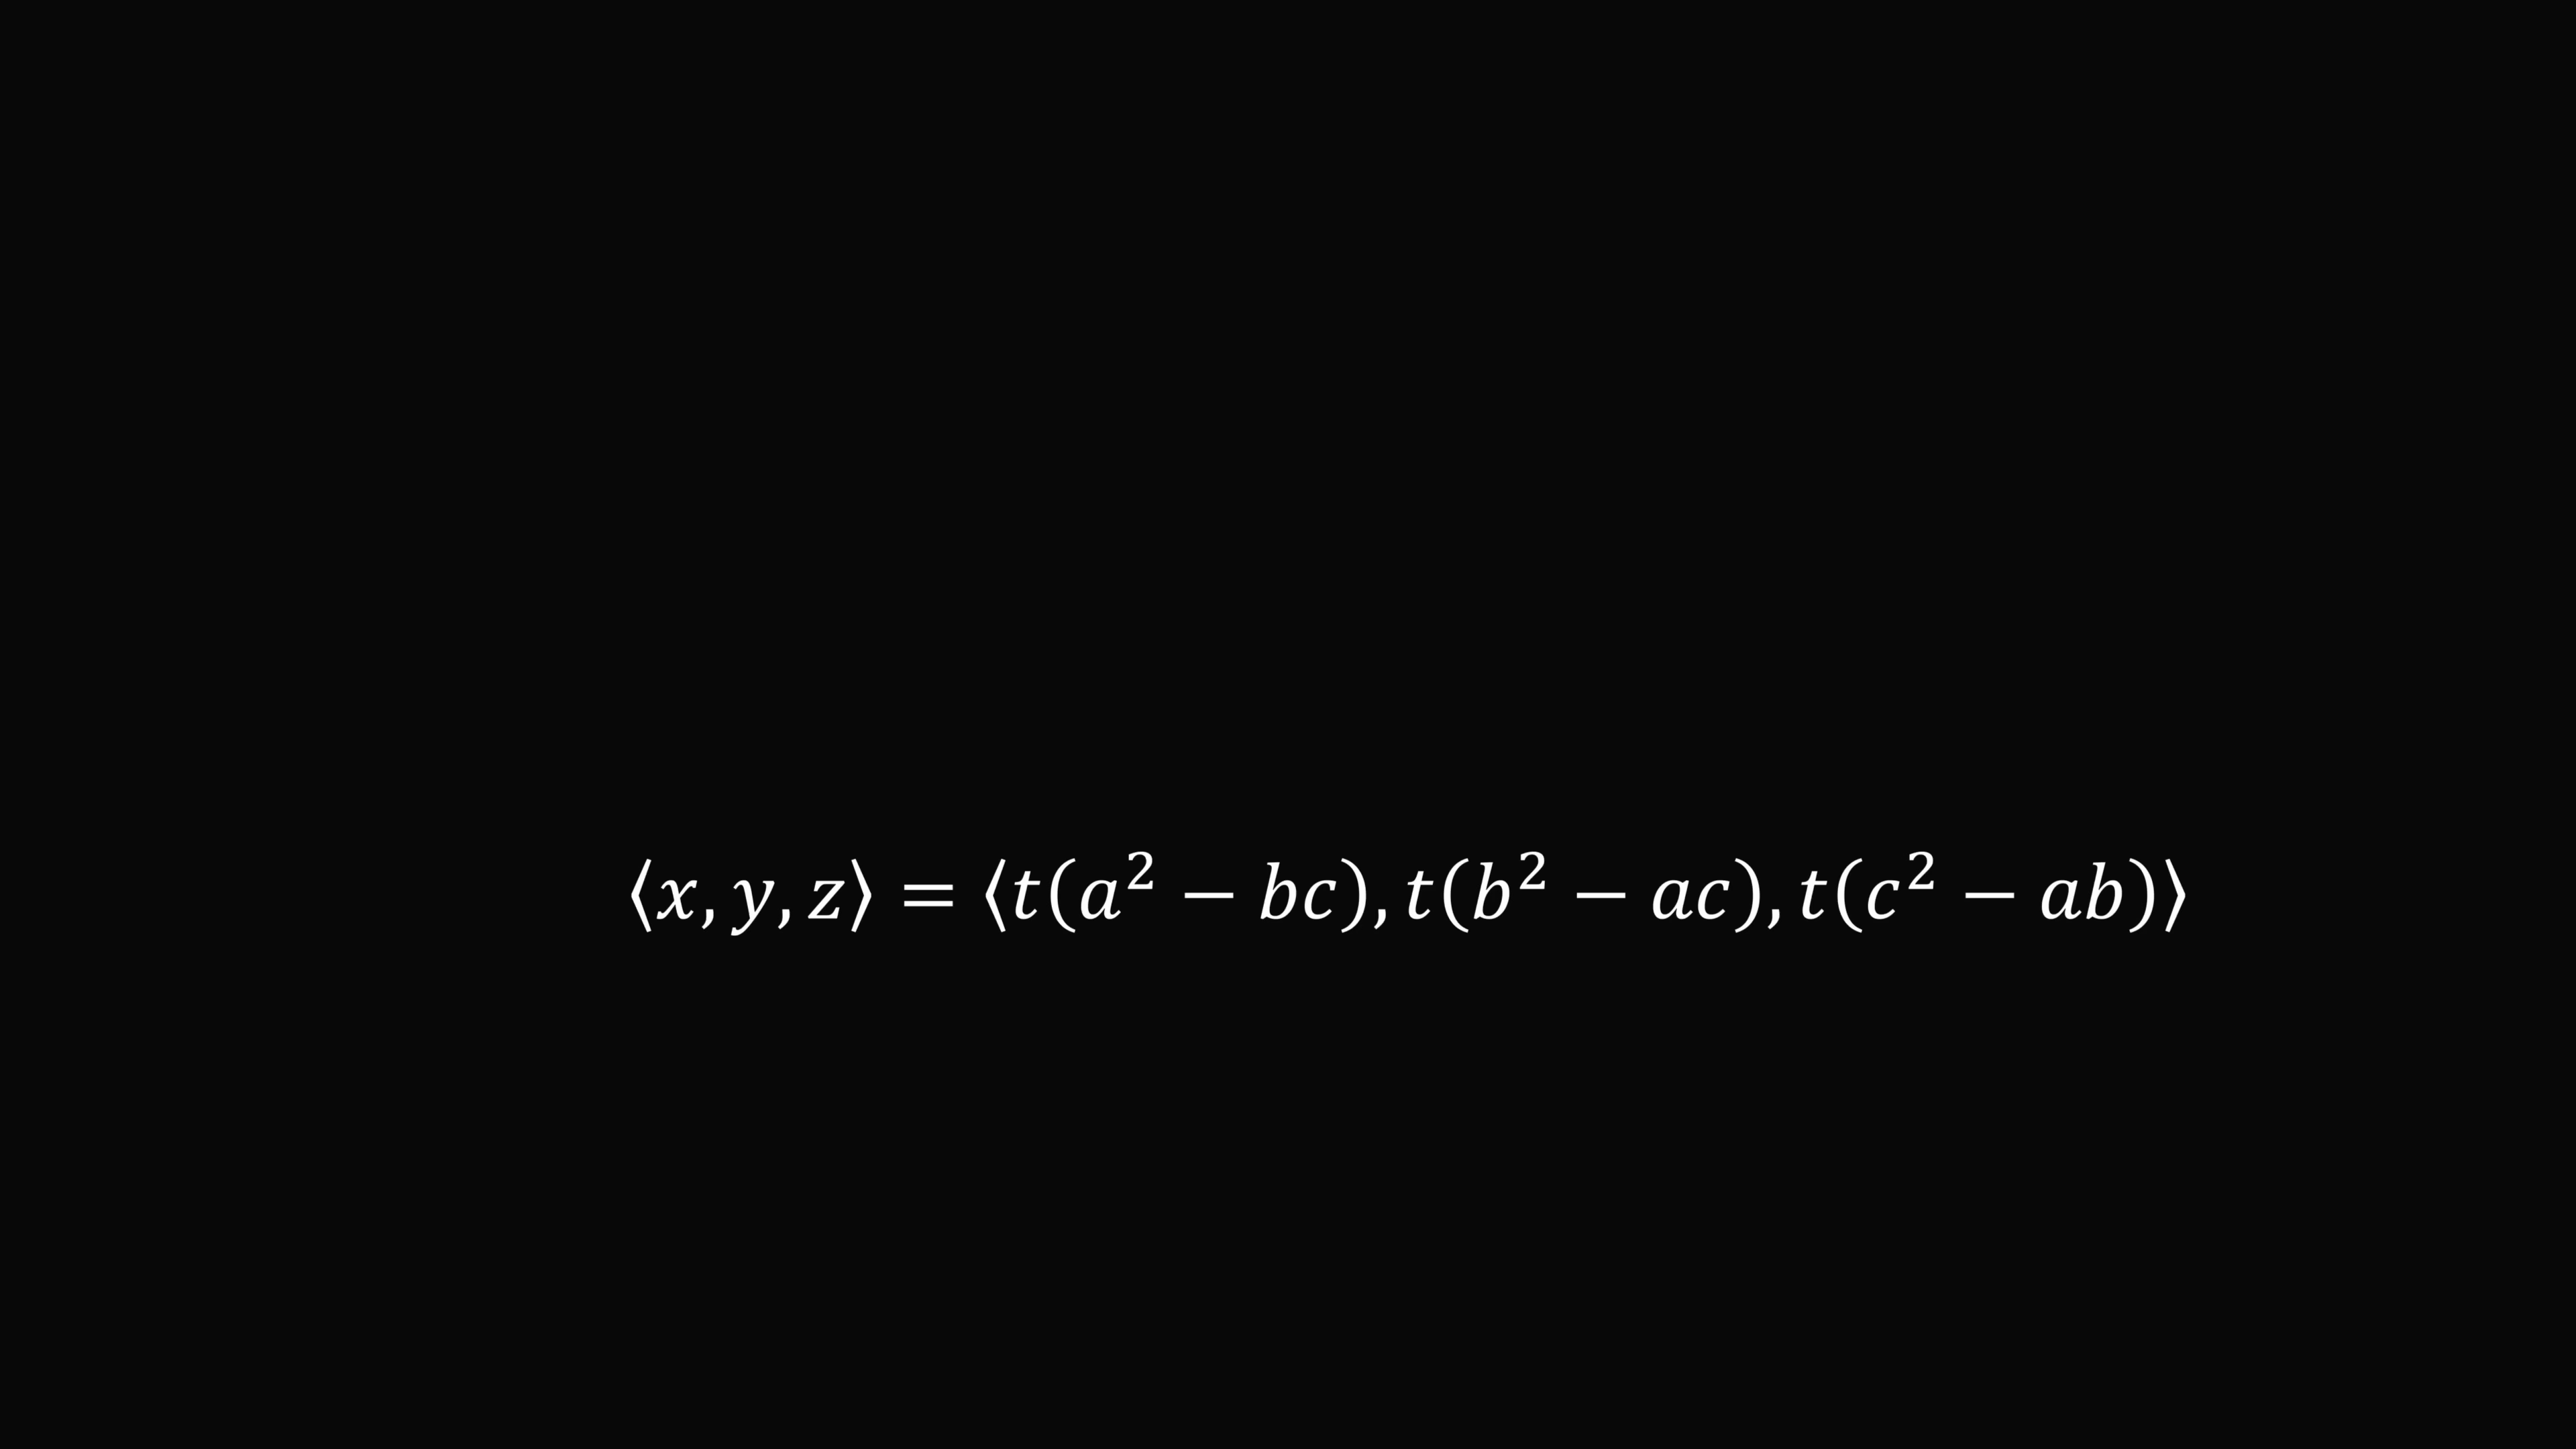 ⟨x, y, z⟩ = ⟨t(a² − bc), t(b² − ac), t(c² − ab)⟩